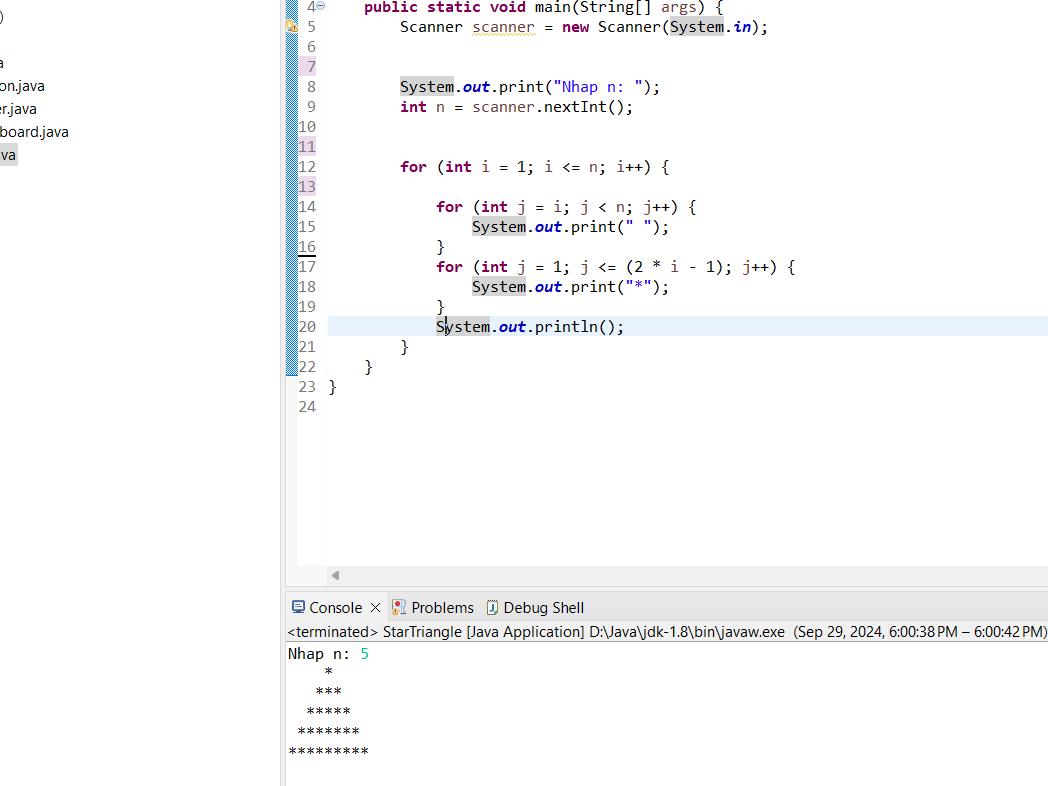 )
a
on.java
er.java
board.java
va
4 public static void main(String[] args) {
5 Scanner scanner = new Scanner(System.in);
6
7
8 System.out.print("Nhap n: ");
9 int n = scanner.nextInt();
10
11
12 for (int i = 1; i <= n; i++) {
13
14 for (int j = i; j < n; j++) {
15 System.out.print(" ");
16 }
17 for (int j = 1; j <= (2 * i - 1); j++) {
18 System.out.print("*");
19 }
20 System.out.println();
21 }
22 }
23 }
24
Console Problems Debug Shell
<terminated> StarTriangle [Java Application] D:\Java\jdk-1.8\bin\javaw.exe (Sep 29, 2024, 6:00:38 PM – 6:00:42 PM)
Nhap n: 5
    *
   ***
  *****
 *******
*********